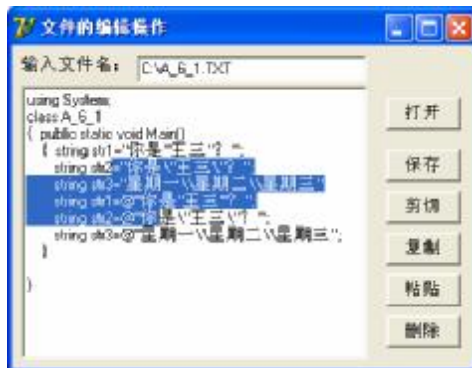 文件的编辑操作
输入文件名： C:\A_6_1.TXT
using System;
class A_6_1
{ public static void Main()
{ string str1="你是"王三"？";
string str2="你是\"王三\"？";
string str3="星期一\\星期二\\星期三"
string str1=@"你是"王三"？";
string str2=@"你是\"王三\"？";
string str3=@"星期一\\星期二\\星期三";
}
}
打开
保存
剪切
复制
粘贴
删除